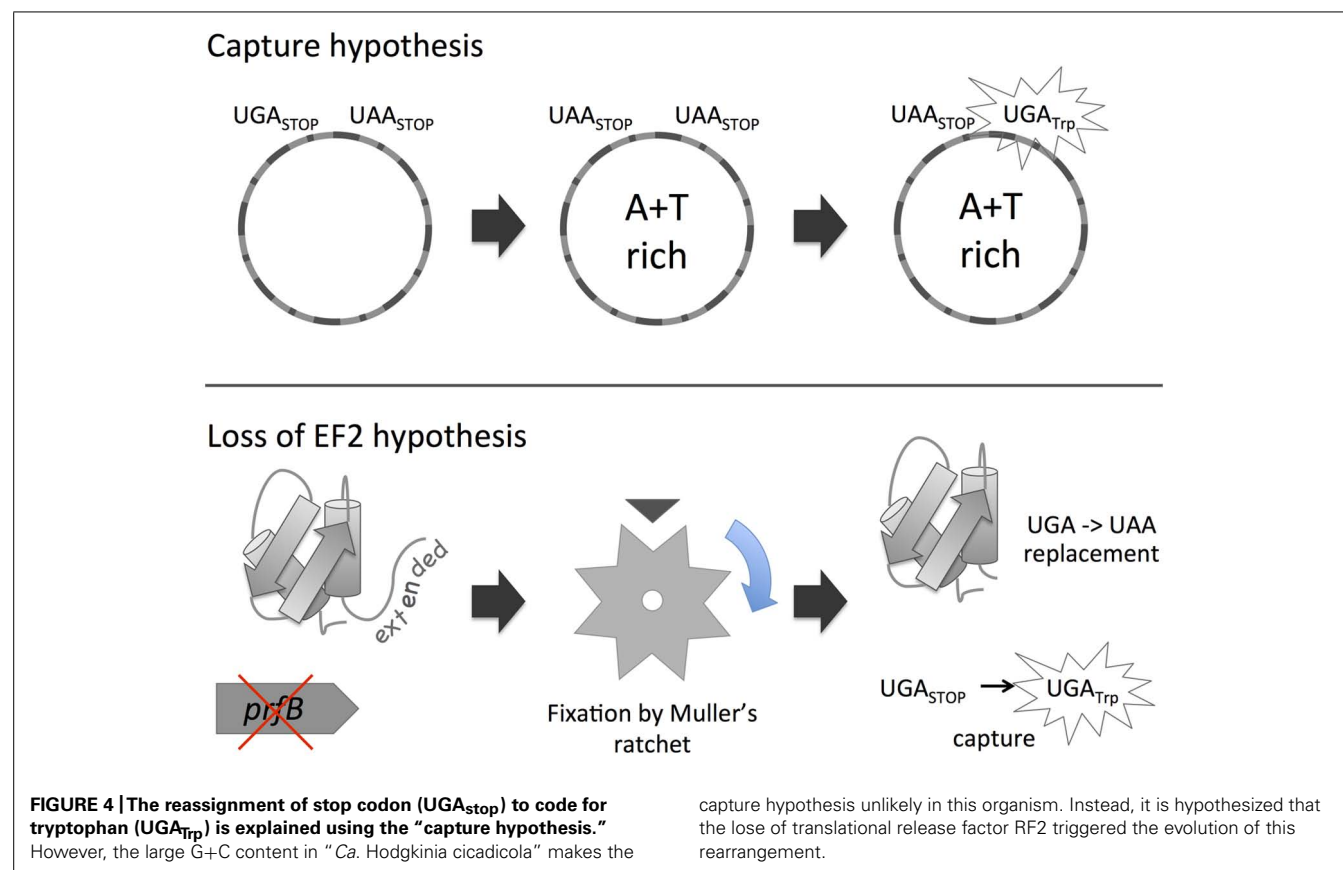 Capture hypothesis
UGASTOP UAASTOP
UAASTOP UAASTOP
UAASTOP UGATrp
A+T
rich
A+T
rich
Loss of EF2 hypothesis
extended
prfB
Fixation by Muller's
ratchet
UGA -> UAA
replacement
UGASTOP → UGATrp
capture
FIGURE 4 | The reassignment of stop codon (UGAstop) to code for
tryptophan (UGATrp) is explained using the “capture hypothesis.”
However, the large G+C content in “Ca. Hodgkinia cicadicola” makes the
capture hypothesis unlikely in this organism. Instead, it is hypothesized that
the lose of translational release factor RF2 triggered the evolution of this
rearrangement.